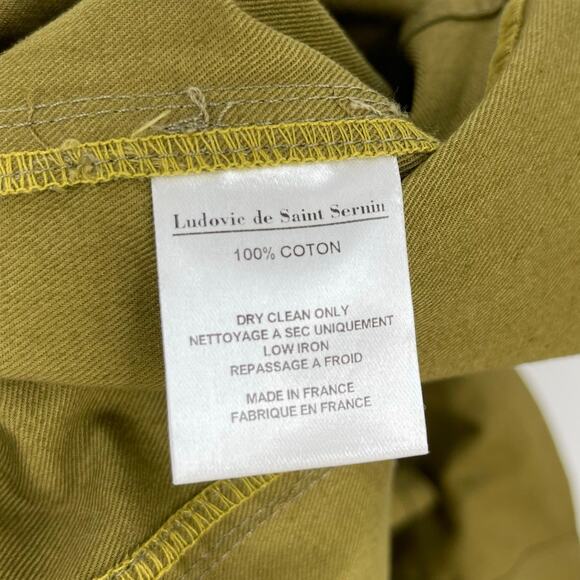 Ludovic de Saint Sernin
100% COTON
DRY CLEAN ONLY
NETTOYAGE A SEC UNIQUEMENT
LOW IRON
REPASSAGE A FROID
MADE IN FRANCE
FABRIQUE EN FRANCE